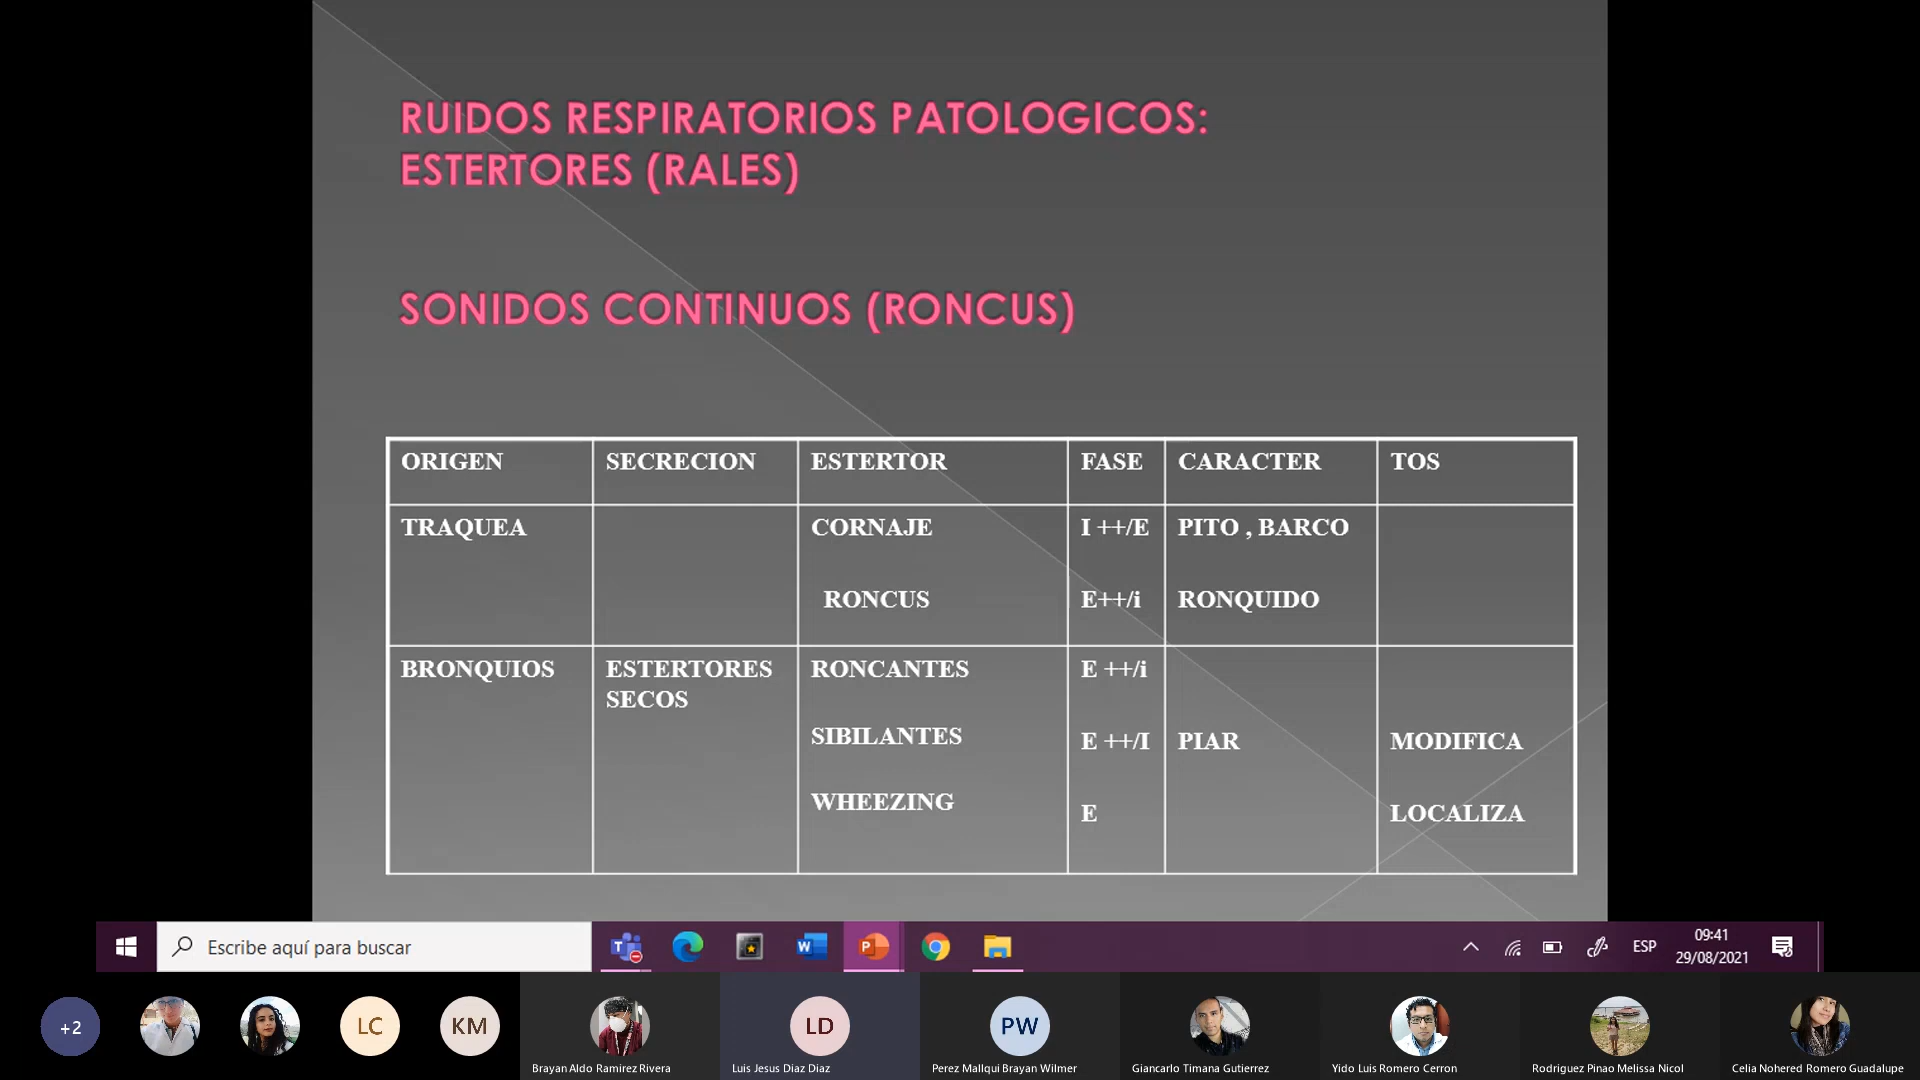 RUIDOS RESPIRATORIOS PATOLOGICOS:
ESTERTORES (RALES)
SONIDOS CONTINUOS (RONCUS)
ORIGEN SECRECION ESTERTOR FASE CARACTER TOS
TRAQUEA CORNAJE I ++/E PITO , BARCO
RONCUS E++/i RONQUIDO
BRONQUIOS ESTERTORES RONCANTES E ++/i
SECOS
SIBILANTES E ++/I PIAR MODIFICA
WHEEZING E LOCALIZA
Escribe aquí para buscar
ESP
09:41
29/08/2021
+2
LC
KM
LD
PW
Brayan Aldo Ramirez Rivera
Luis Jesus Diaz Diaz
Perez Mallqui Brayan Wilmer
Giancarlo Timana Gutierrez
Yido Luis Romero Cerron
Rodriguez Pinao Melissa Nicol
Celia Nohered Romero Guadalupe